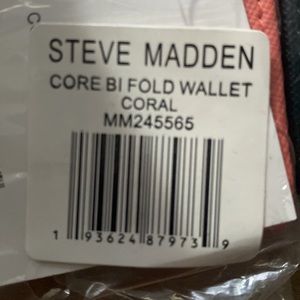 STEVE MADDEN
CORE BI FOLD WALLET
CORAL
MM245565
1 93624 87973 9